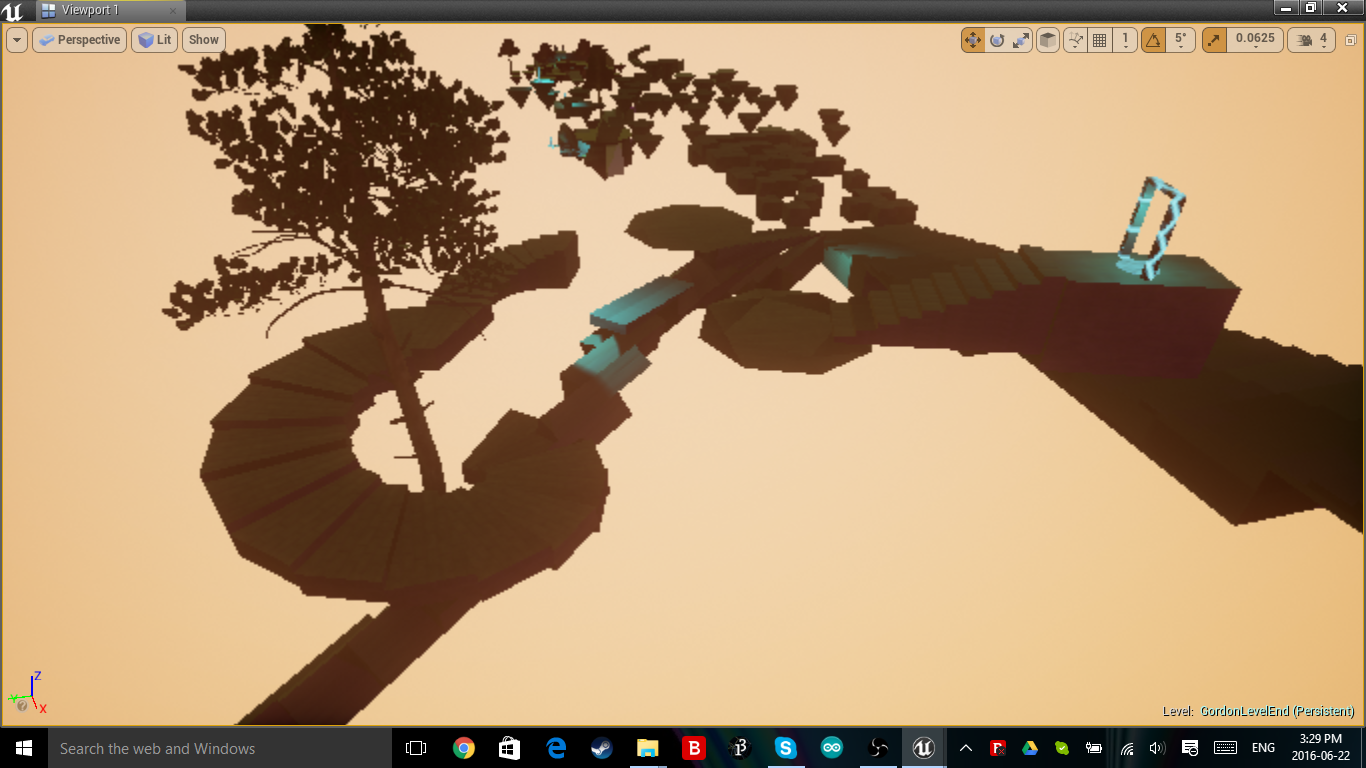 Viewport 1
Perspective
Lit
Show
1
5°
0.0625
4
Z
Y
X
Level: GordonLevelEnd (Persistent)
Search the web and Windows
B
ENG
3:29 PM
2016-06-22